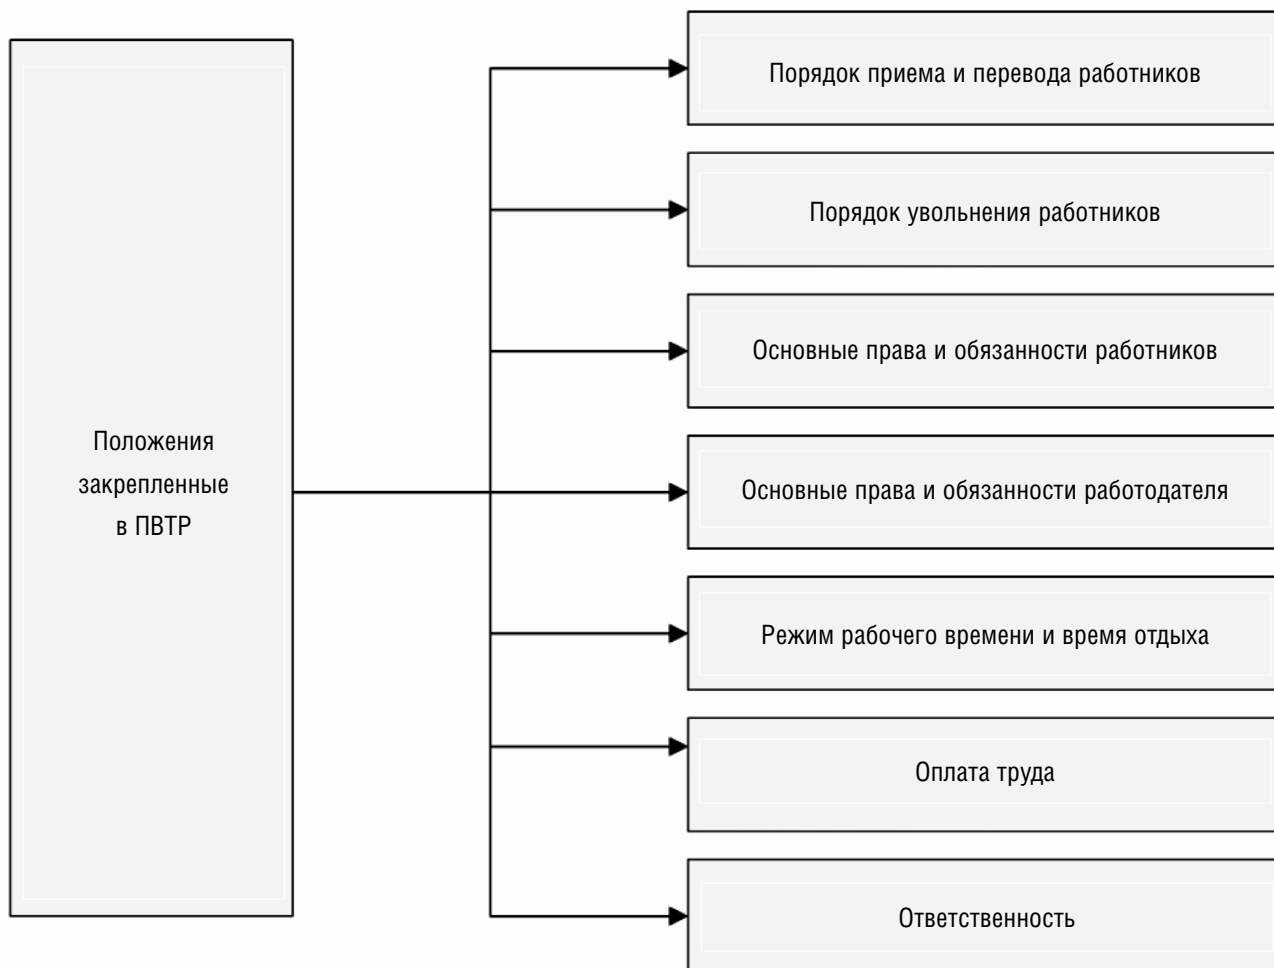 Положения
закрепленные
в ПВТР
Порядок приема и перевода работников
Порядок увольнения работников
Основные права и обязанности работников
Основные права и обязанности работодателя
Режим рабочего времени и время отдыха
Оплата труда
Ответственность